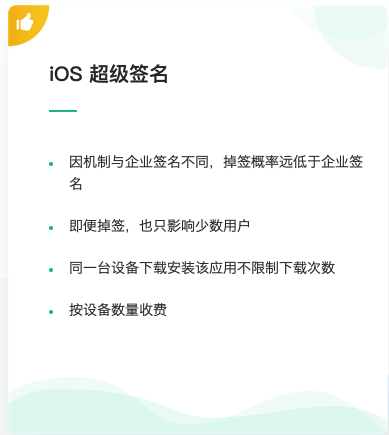 iOS 超级签名
因机制与企业签名不同，掉签概率远低于企业签
名
即便掉签，也只影响少数用户
同一台设备下载安装该应用不限制下载次数
按设备数量收费